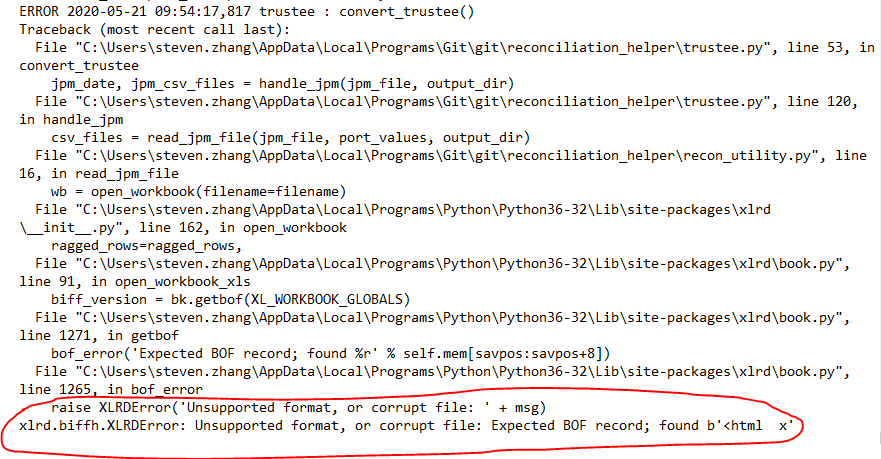 ERROR 2020-05-21 09:54:17,817 trustee : convert_trustee()
Traceback (most recent call last):
  File "C:\Users\steven.zhang\AppData\Local\Programs\Git\git\reconciliation_helper\trustee.py", line 53, in
convert_trustee
    jpm_date, jpm_csv_files = handle_jpm(jpm_file, output_dir)
  File "C:\Users\steven.zhang\AppData\Local\Programs\Git\git\reconciliation_helper\trustee.py", line 120,
in handle_jpm
    csv_files = read_jpm_file(jpm_file, port_values, output_dir)
  File "C:\Users\steven.zhang\AppData\Local\Programs\Git\git\reconciliation_helper\recon_utility.py", line
16, in read_jpm_file
    wb = open_workbook(filename=filename)
  File "C:\Users\steven.zhang\AppData\Local\Programs\Python\Python36-32\Lib\site-packages\xlrd
\__init__.py", line 162, in open_workbook
    ragged_rows=ragged_rows,
  File "C:\Users\steven.zhang\AppData\Local\Programs\Python\Python36-32\Lib\site-packages\xlrd\book.py",
line 91, in open_workbook_xls
    biff_version = bk.getbof(XL_WORKBOOK_GLOBALS)
  File "C:\Users\steven.zhang\AppData\Local\Programs\Python\Python36-32\Lib\site-packages\xlrd\book.py",
line 1271, in getbof
    bof_error('Expected BOF record; found %r' % self.mem[savpos:savpos+8])
  File "C:\Users\steven.zhang\AppData\Local\Programs\Python\Python36-32\Lib\site-packages\xlrd\book.py",
line 1265, in bof_error
    raise XLRDError('Unsupported format, or corrupt file: ' + msg)
xlrd.biffh.XLRDError: Unsupported format, or corrupt file: Expected BOF record; found b'<html  x'